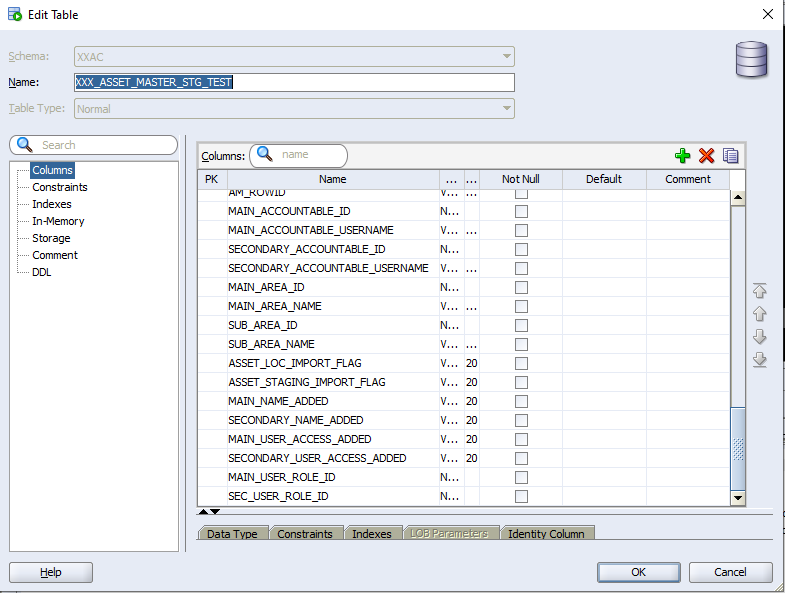 Edit Table
Schema: XXAC
Name: XXX_ASSET_MASTER_STG_TEST
Table Type: Normal
Search
Columns
Constraints
Indexes
In-Memory
Storage
Comment
DDL
Columns: name
PK Name ... ... Not Null Default Comment
AM_ROWID V... ...
MAIN_ACCOUNTABLE_ID N...
MAIN_ACCOUNTABLE_USERNAME V... ...
SECONDARY_ACCOUNTABLE_ID N...
SECONDARY_ACCOUNTABLE_USERNAME V... ...
MAIN_AREA_ID N...
MAIN_AREA_NAME V... ...
SUB_AREA_ID N...
SUB_AREA_NAME V... ...
ASSET_LOC_IMPORT_FLAG V... 20
ASSET_STAGING_IMPORT_FLAG V... 20
MAIN_NAME_ADDED V... 20
SECONDARY_NAME_ADDED V... 20
MAIN_USER_ACCESS_ADDED V... 20
SECONDARY_USER_ACCESS_ADDED V... 20
MAIN_USER_ROLE_ID N...
SEC_USER_ROLE_ID N...
Data Type Constraints Indexes LOB Parameters Identity Column
Help OK Cancel